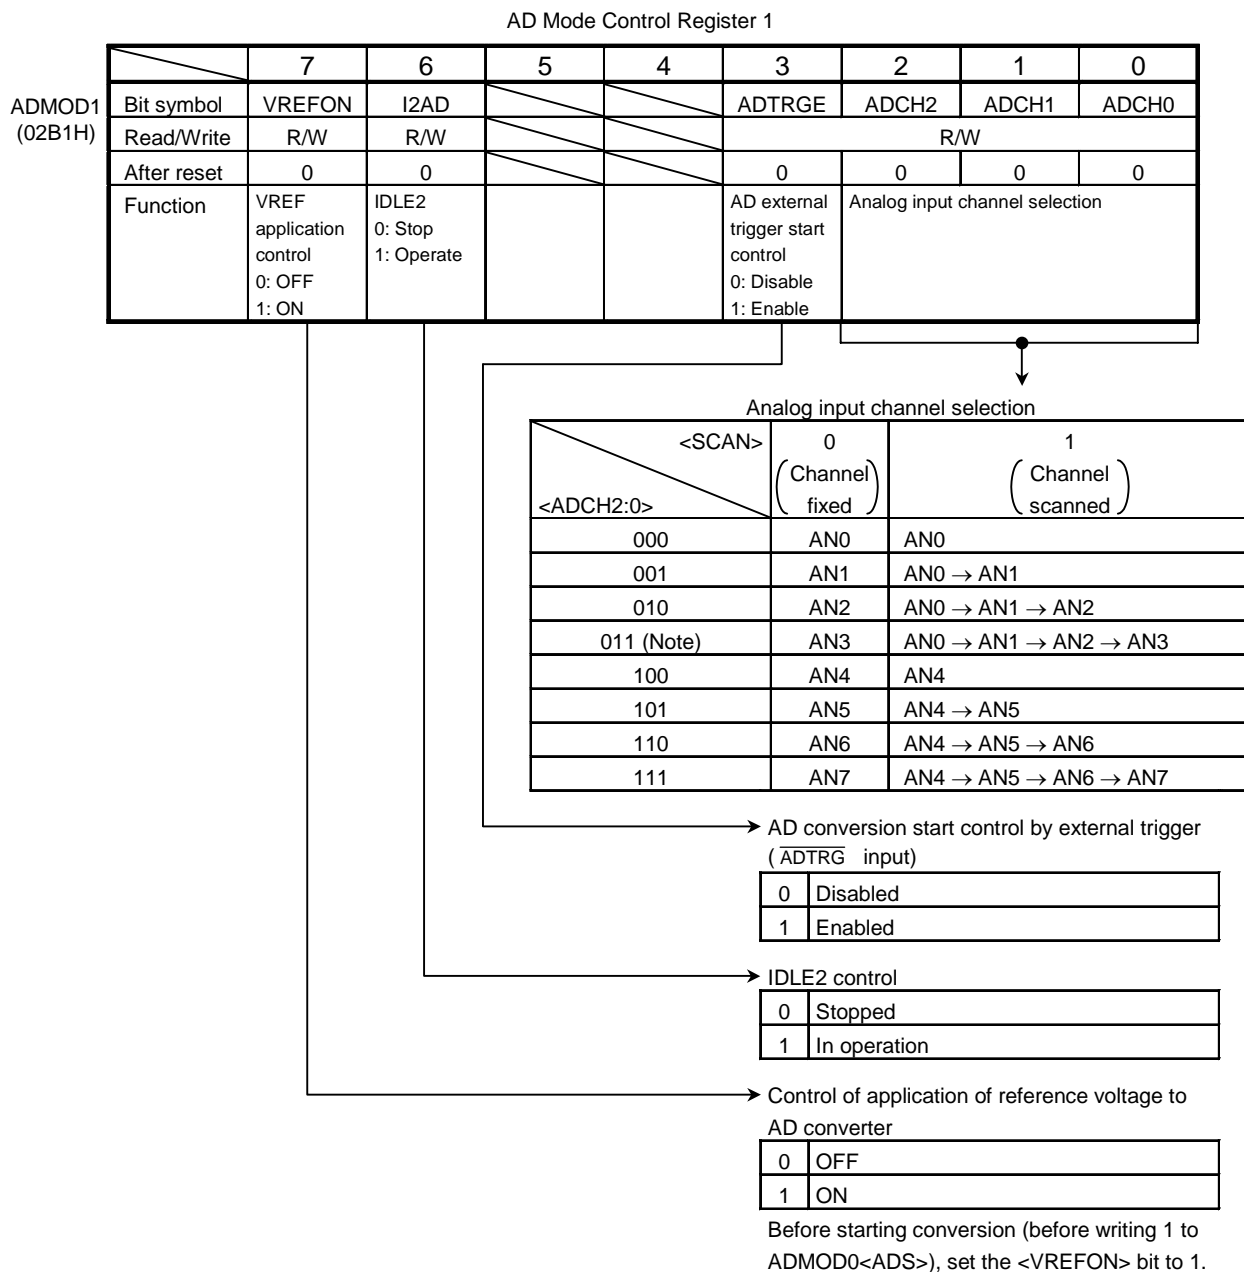 AD Mode Control Register 1
7 6 5 4 3 2 1 0
ADMOD1 (02B1H)
Bit symbol VREFON I2AD ADTRGE ADCH2 ADCH1 ADCH0
Read/Write R/W R/W R/W
After reset 0 0 0 0 0 0
Function
VREF application control 0: OFF 1: ON
IDLE2 0: Stop 1: Operate
AD external trigger start control 0: Disable 1: Enable
Analog input channel selection
Analog input channel selection
<SCAN> 0 1
(Channel fixed) (Channel scanned)
<ADCH2:0>
000 AN0 AN0
001 AN1 AN0 → AN1
010 AN2 AN0 → AN1 → AN2
011 (Note) AN3 AN0 → AN1 → AN2 → AN3
100 AN4 AN4
101 AN5 AN4 → AN5
110 AN6 AN4 → AN5 → AN6
111 AN7 AN4 → AN5 → AN6 → AN7
AD conversion start control by external trigger
( ADTRG input)
0 Disabled
1 Enabled
IDLE2 control
0 Stopped
1 In operation
Control of application of reference voltage to
AD converter
0 OFF
1 ON
Before starting conversion (before writing 1 to
ADMOD0<ADS>), set the <VREFON> bit to 1.